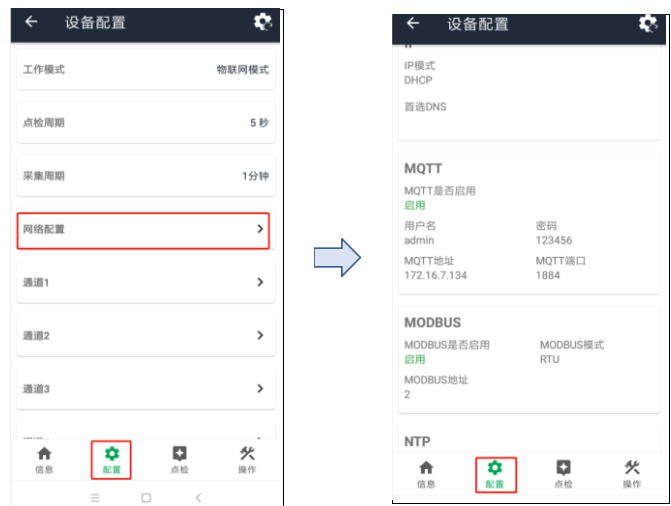 设备配置
工作模式 物联网模式
点检周期 5 秒
采集周期 1分钟
网络配置
通道1
通道2
通道3
信息 配置 点检 操作
设备配置
IP模式
DHCP
首选DNS
MQTT
MQTT是否启用
启用
用户名 密码
admin 123456
MQTT地址 MQTT端口
172.16.7.134 1884
MODBUS
MODBUS是否启用 MODBUS模式
启用 RTU
MODBUS地址
2
NTP
信息 配置 点检 操作